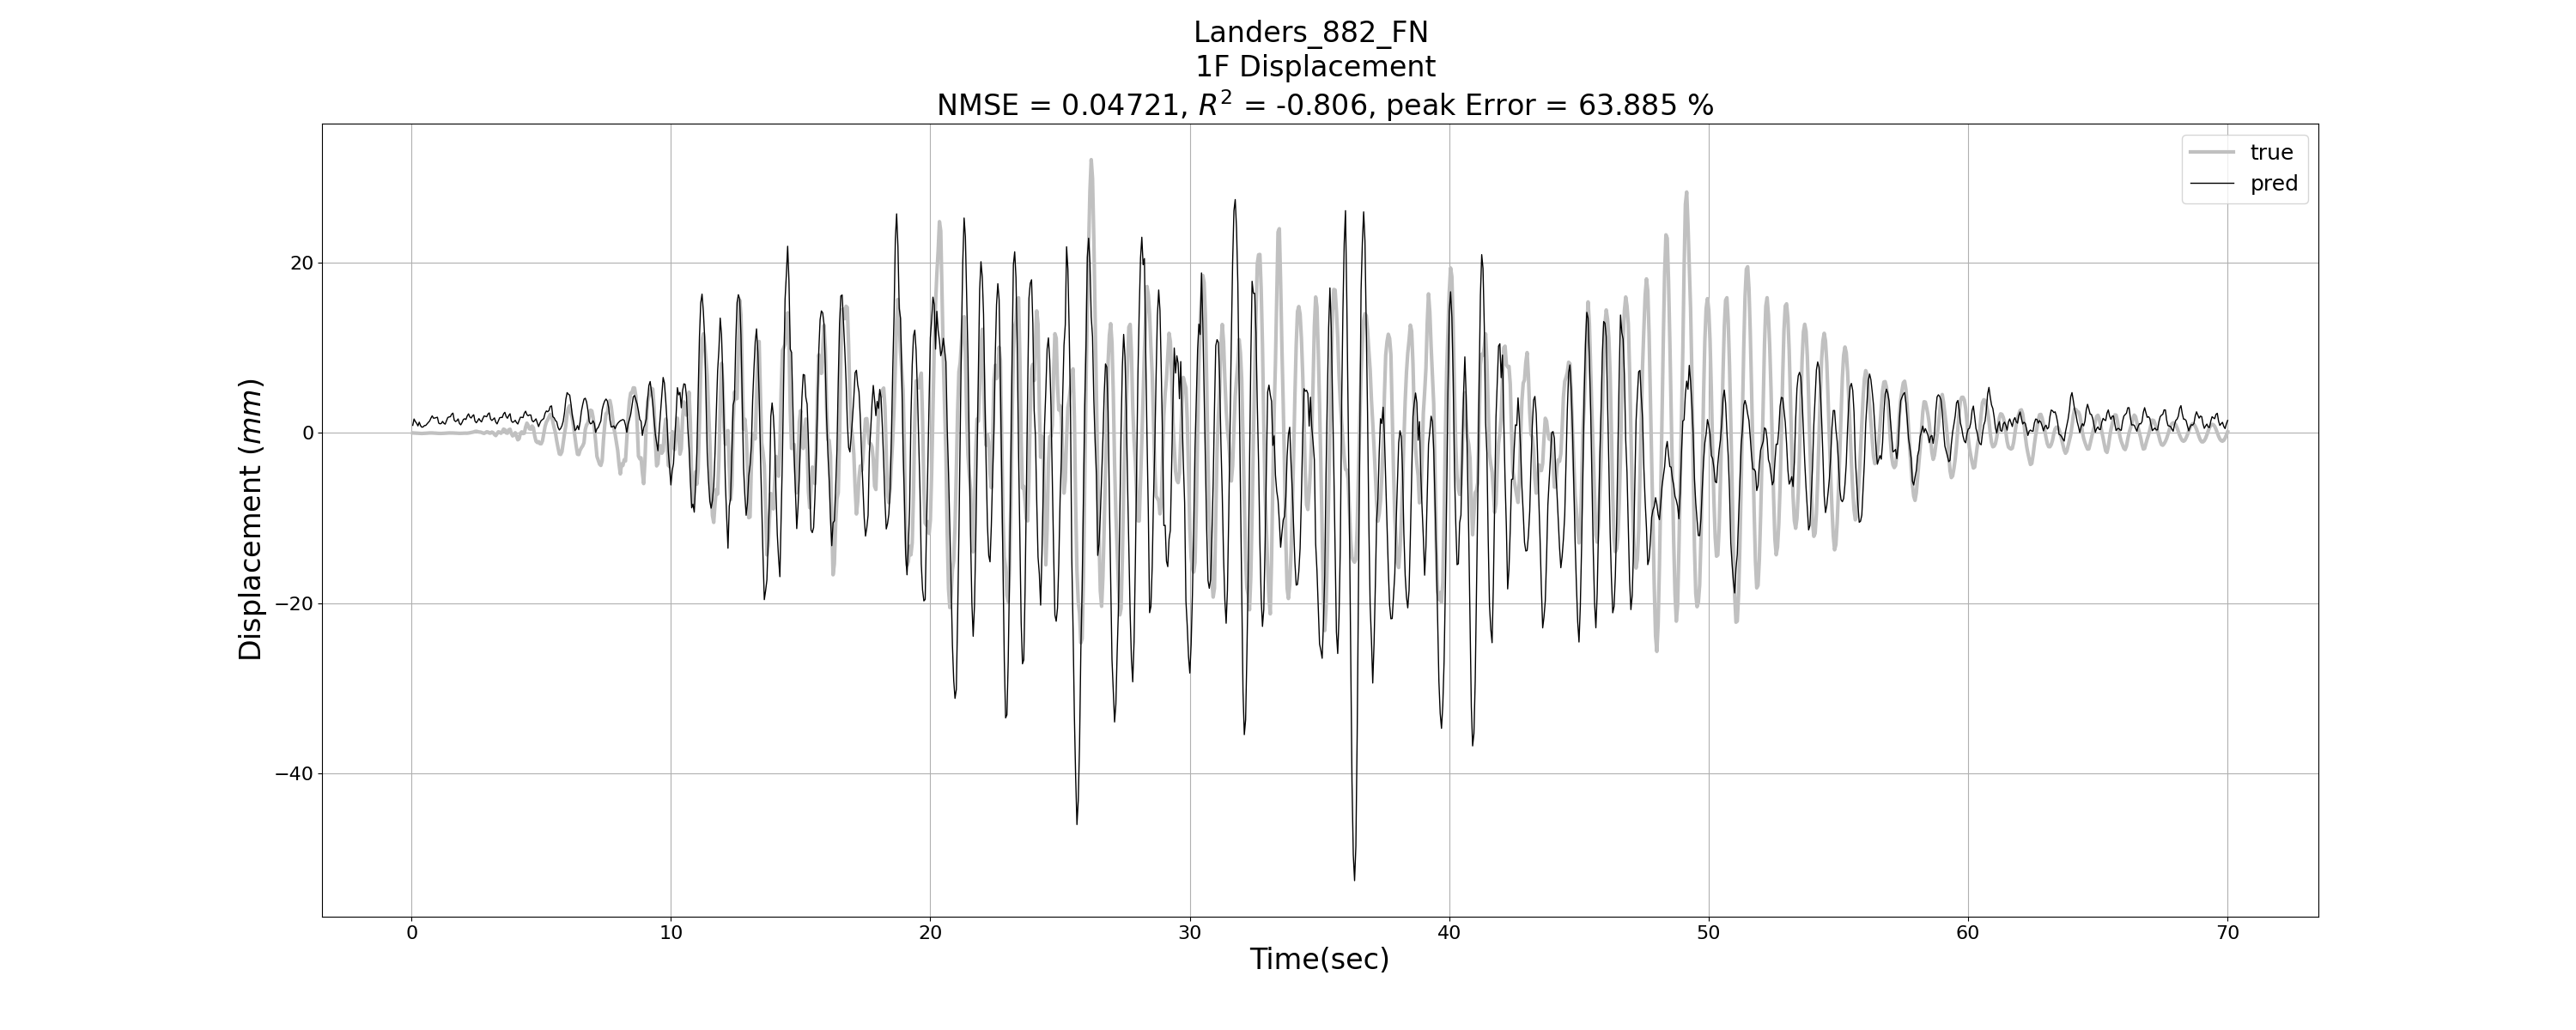 Landers_882_FN
1F Displacement
NMSE = 0.04721, R² = -0.806, peak Error = 63.885 %
true
pred
Displacement (mm)
20
0
−20
−40
0 10 20 30 40 50 60 70
Time(sec)